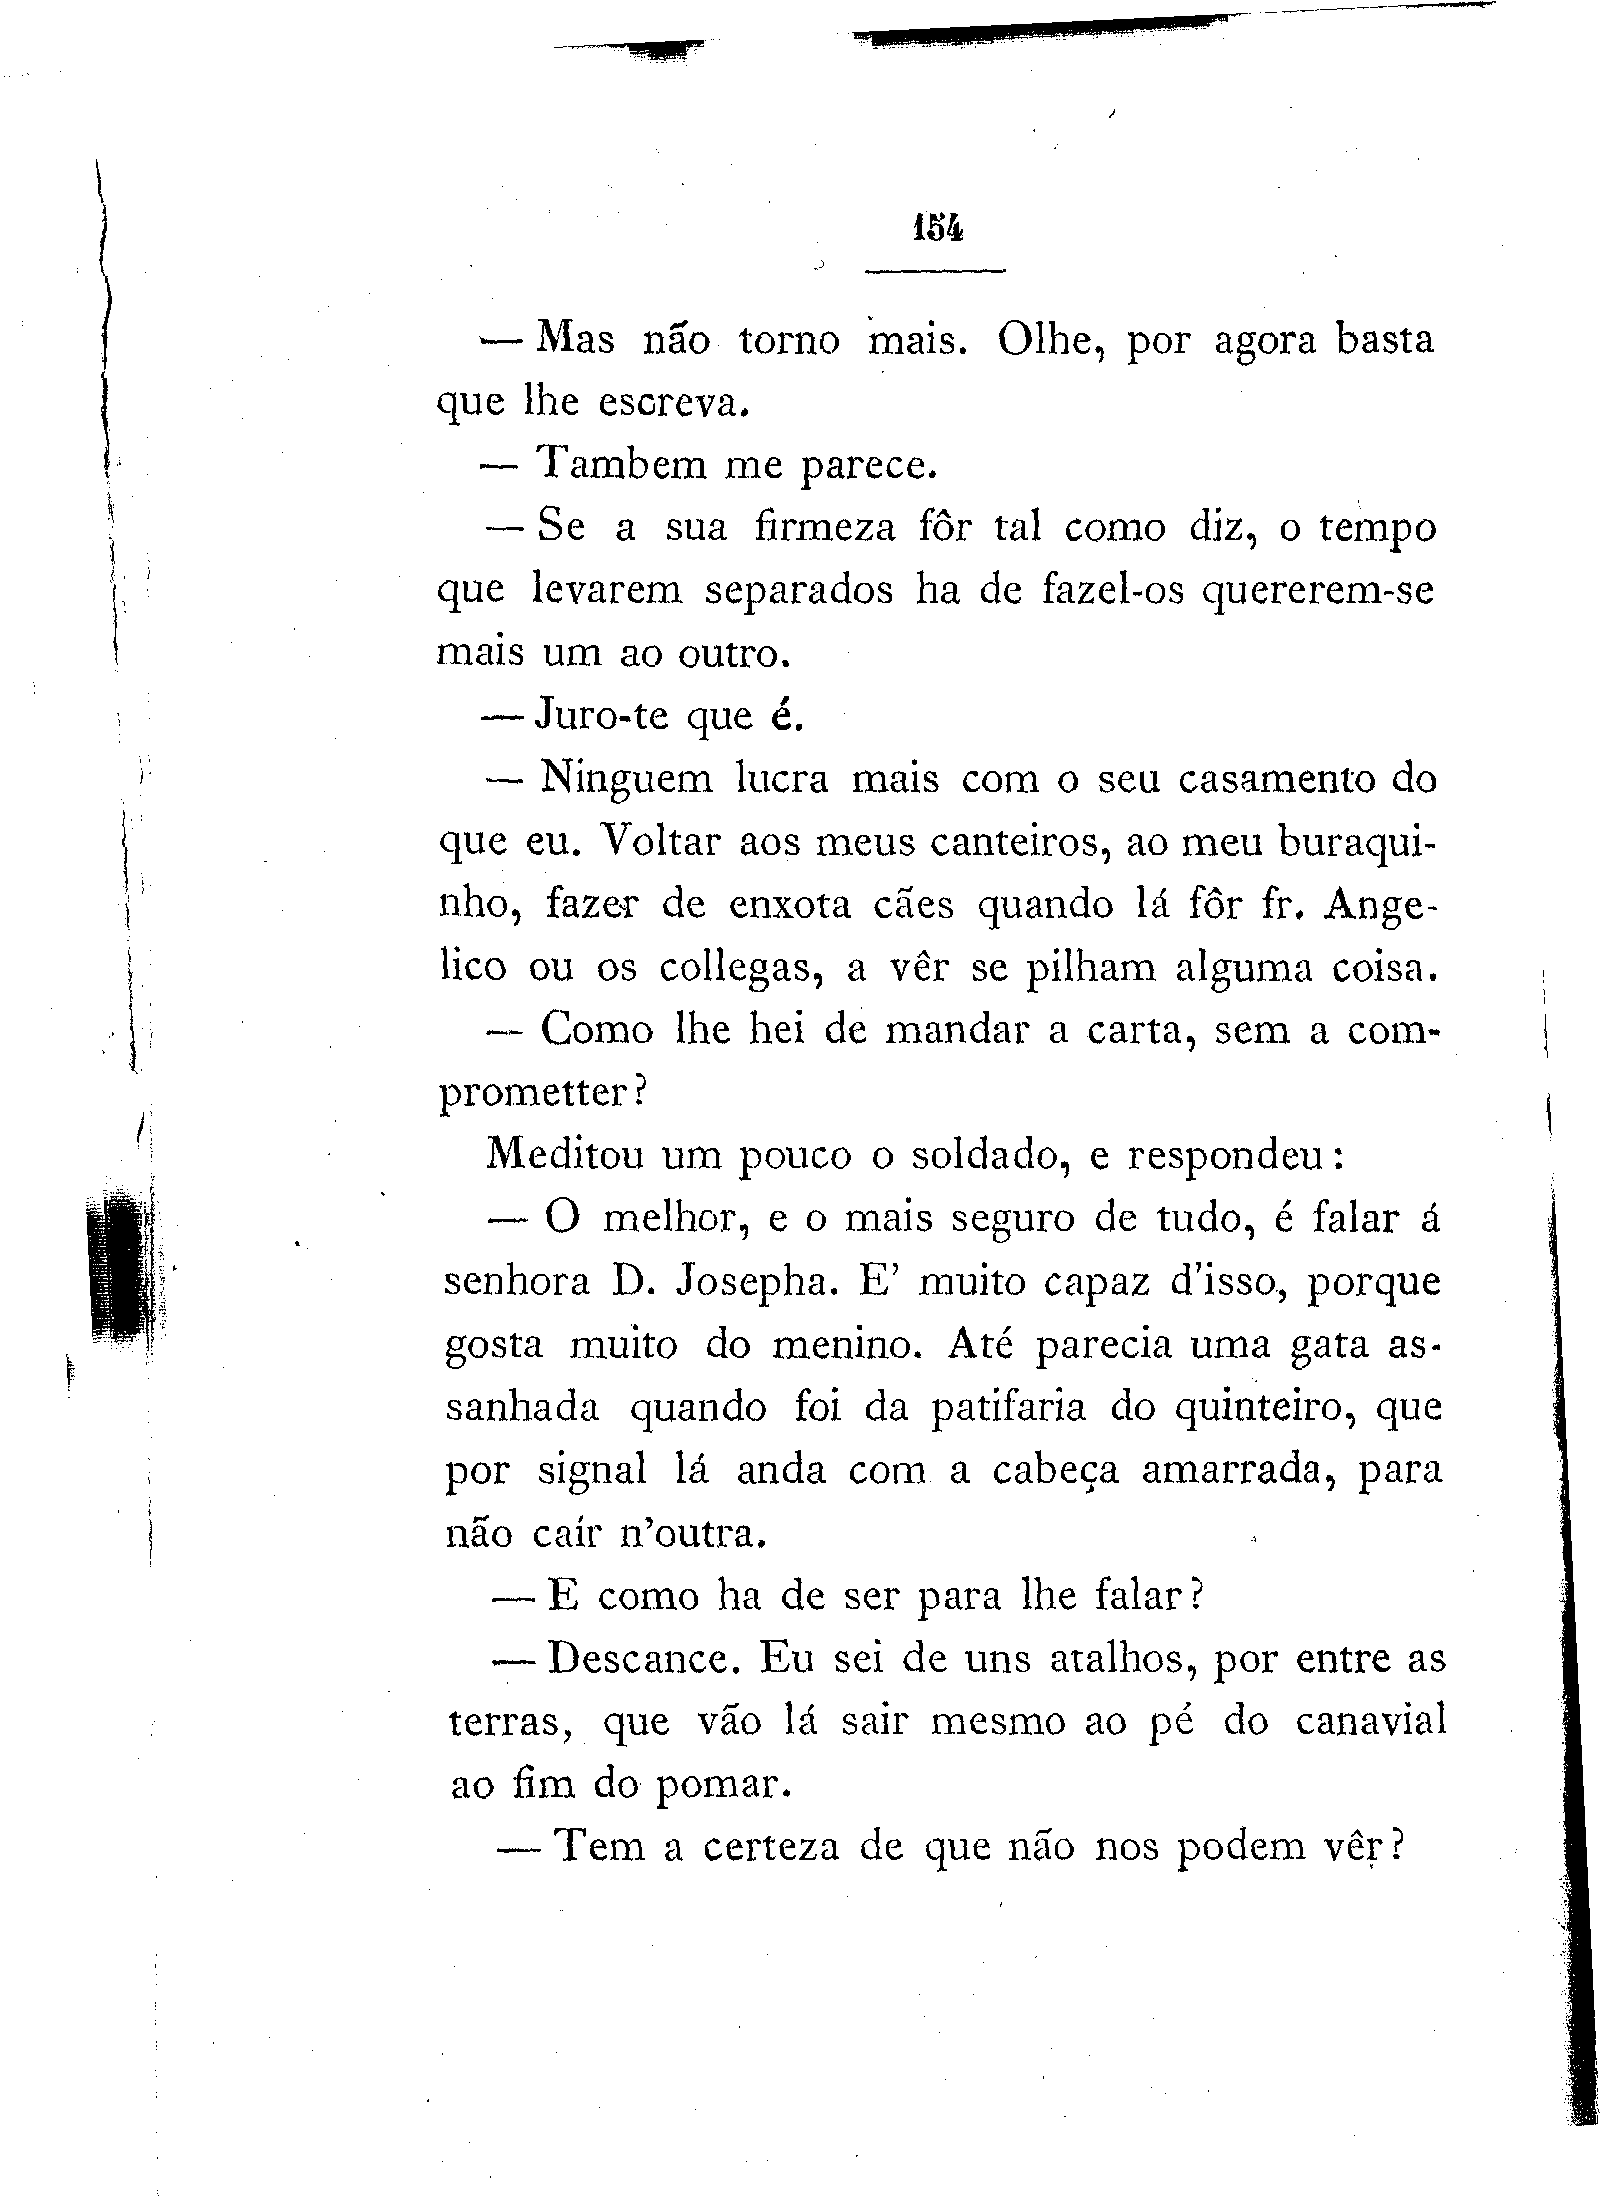 154
— Mas não torno mais. Olhe, por agora basta
que lhe escreva.
— Tambem me parece.
— Se a sua firmeza fôr tal como diz, o tempo
que levarem separados ha de fazel-os quererem-se
mais um ao outro.
— Juro-te que é.
— Ninguem lucra mais com o seu casamento do
que eu. Voltar aos meus canteiros, ao meu buraqui-
nho, fazer de enxota cães quando lá fôr fr. Ange-
lico ou os collegas, a vêr se pilham alguma coisa.
— Como lhe hei de mandar a carta, sem a com-
prometter?
Meditou um pouco o soldado, e respondeu:
— O melhor, e o mais seguro de tudo, é falar á
senhora D. Josepha. E' muito capaz d'isso, porque
gosta muito do menino. Até parecia uma gata as-
sanhada quando foi da patifaria do quinteiro, que
por signal lá anda com a cabeça amarrada, para
não caír n'outra.
— E como ha de ser para lhe falar?
— Descance. Eu sei de uns atalhos, por entre as
terras, que vão lá sair mesmo ao pé do canavial
ao fim do pomar.
— Tem a certeza de que não nos podem vêr?